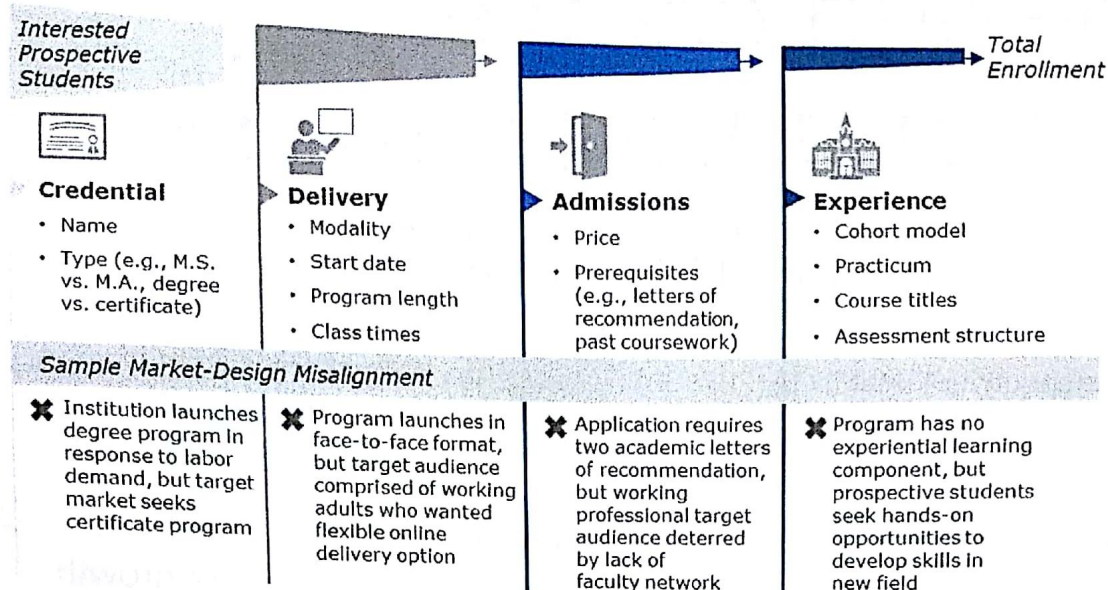 Interested
Prospective
Students
Total
Enrollment
Credential
• Name
• Type (e.g., M.S.
vs. M.A., degree
vs. certificate)
Delivery
• Modality
• Start date
• Program length
• Class times
Admissions
• Price
• Prerequisites
(e.g., letters of
recommendation,
past coursework)
Experience
• Cohort model
• Practicum
• Course titles
• Assessment structure
Sample Market-Design Misalignment
Institution launches
degree program in
response to labor
demand, but target
market seeks
certificate program
Program launches in
face-to-face format,
but target audience
comprised of working
adults who wanted
flexible online
delivery option
Application requires
two academic letters
of recommendation,
but working
professional target
audience deterred
by lack of
faculty network
Program has no
experiential learning
component, but
prospective students
seek hands-on
opportunities to
develop skills in
new field